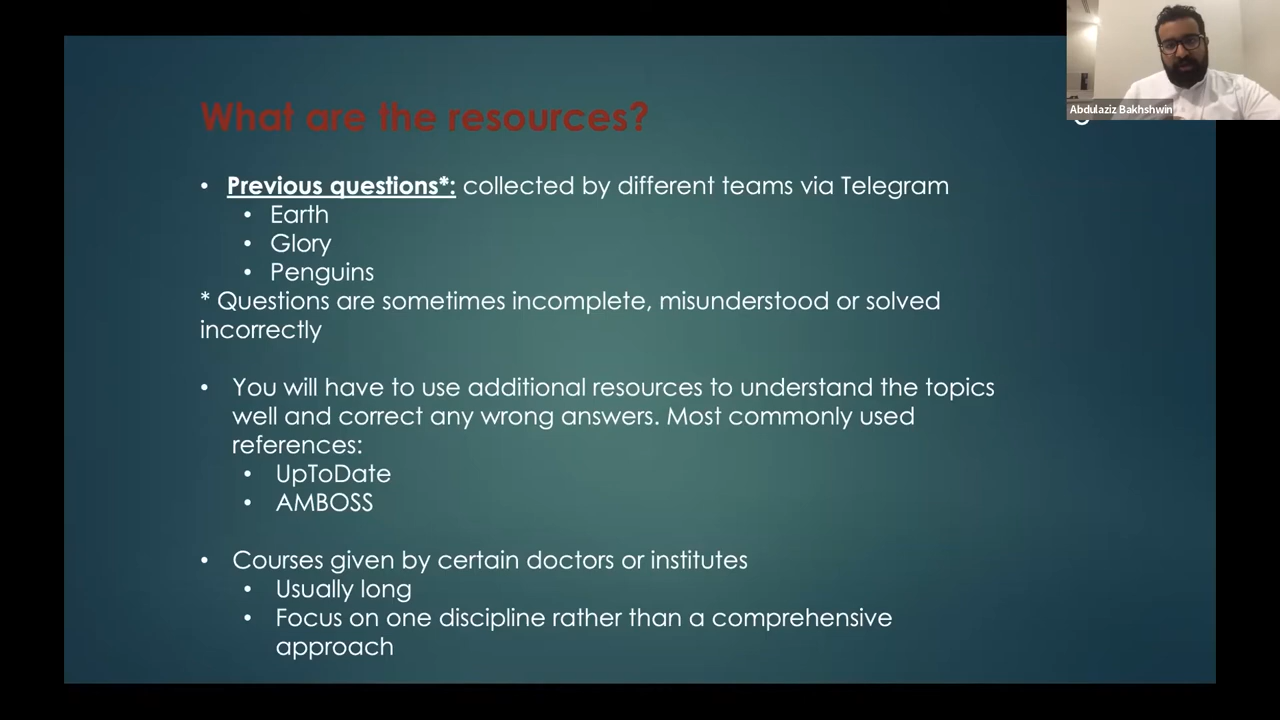 What are the resources?
• Previous questions*: collected by different teams via Telegram
• Earth
• Glory
• Penguins
* Questions are sometimes incomplete, misunderstood or solved
incorrectly
• You will have to use additional resources to understand the topics
well and correct any wrong answers. Most commonly used
references:
• UpToDate
• AMBOSS
• Courses given by certain doctors or institutes
• Usually long
• Focus on one discipline rather than a comprehensive
approach
Abdulaziz Bakhshwin